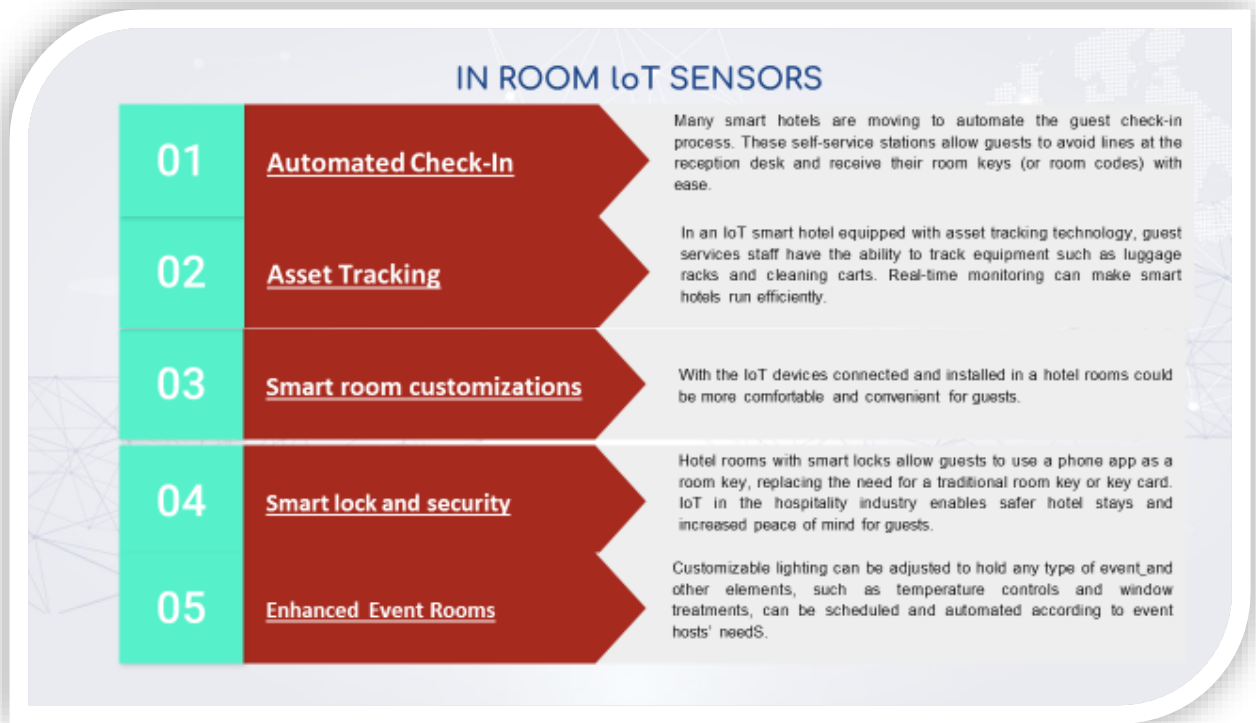 IN ROOM loT SENSORS
01
Automated Check-In
Many smart hotels are moving to automate the guest check-in
process. These self-service stations allow guests to avoid lines at the
reception desk and receive their room keys (or room codes) with
ease.
02
Asset Tracking
In an IoT smart hotel equipped with asset tracking technology, guest
services staff have the ability to track equipment such as luggage
racks and cleaning carts. Real-time monitoring can make smart
hotels run efficiently.
03
Smart room customizations
With the IoT devices connected and installed in a hotel rooms could
be more comfortable and convenient for guests.
04
Smart lock and security
Hotel rooms with smart locks allow guests to use a phone app as a
room key, replacing the need for a traditional room key or key card.
IoT in the hospitality industry enables safer hotel stays and
increased peace of mind for guests.
05
Enhanced Event Rooms
Customizable lighting can be adjusted to hold any type of event and
other elements, such as temperature controls and window
treatments, can be scheduled and automated according to event
hosts' needS.